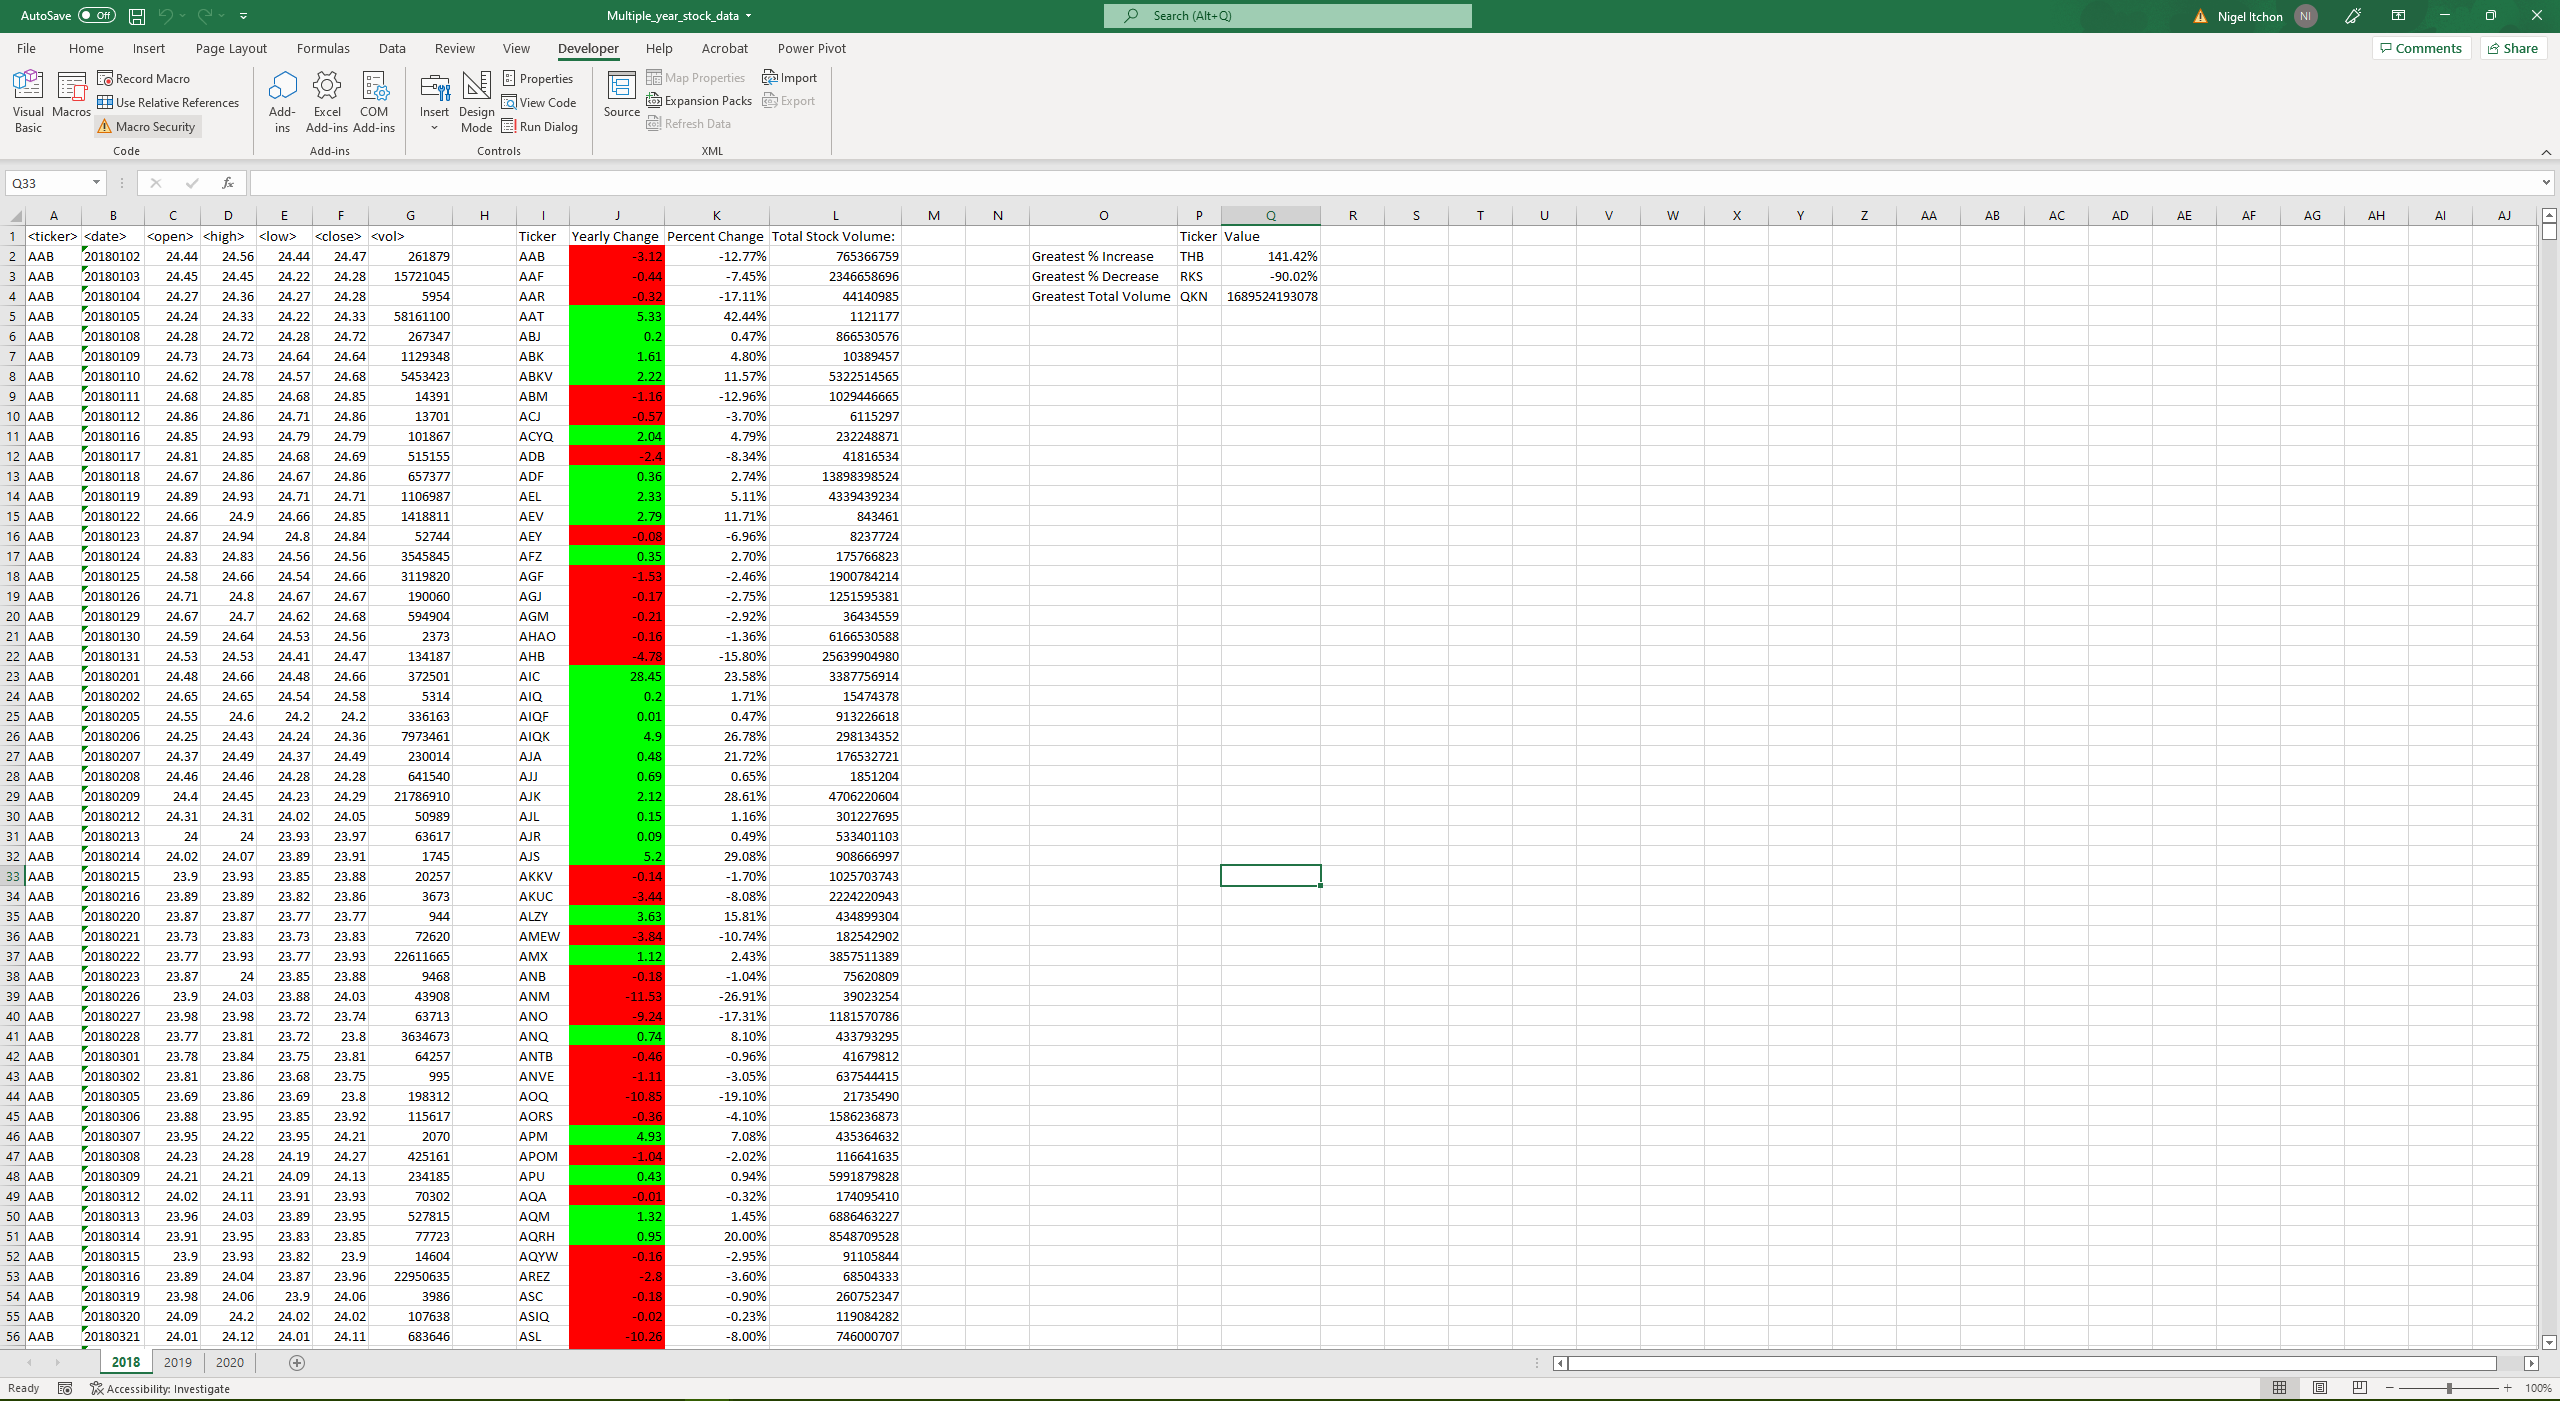 AutoSave Off Multiple_year_stock_data Search (Alt+Q) Nigel Itchon NI
File Home Insert Page Layout Formulas Data Review View Developer Help Acrobat Power Pivot Comments Share
Visual Basic Macros Record Macro Use Relative References Macro Security Add-ins Excel Add-ins COM Add-ins Insert Design Mode Properties View Code Run Dialog Source Map Properties Expansion Packs Refresh Data Import Export
Code Add-ins Controls XML
Q33 fx
A B C D E F G H I J K L M N O P Q R S T U V W X Y Z AA AB AC AD AE AF AG AH AI AJ
1 <ticker> <date> <open> <high> <low> <close> <vol> Ticker Yearly Change Percent Change Total Stock Volume: Ticker Value
2 AAB 20180102 24.44 24.56 24.44 24.47 261879 AAB -3.12 -12.77% 765366759 Greatest % Increase THB 141.42%
3 AAB 20180103 24.45 24.45 24.22 24.28 15721045 AAF -0.44 -7.45% 2346658696 Greatest % Decrease RKS -90.02%
4 AAB 20180104 24.27 24.36 24.27 24.28 5954 AAR -0.32 -17.11% 44140985 Greatest Total Volume QKN 1689524193078
5 AAB 20180105 24.24 24.33 24.22 24.33 58161100 AAT 5.33 42.44% 1121177
6 AAB 20180108 24.28 24.72 24.28 24.72 267347 ABJ 0.2 0.47% 866530576
7 AAB 20180109 24.73 24.73 24.64 24.64 1129348 ABK 1.61 4.80% 10389457
8 AAB 20180110 24.62 24.78 24.57 24.68 5453423 ABKV 2.22 11.57% 5322514565
9 AAB 20180111 24.68 24.85 24.68 24.85 14391 ABM -1.16 -12.96% 1029446665
10 AAB 20180112 24.86 24.86 24.71 24.86 13701 ACJ -0.57 -3.70% 6115297
11 AAB 20180116 24.85 24.93 24.79 24.79 101867 ACYQ 2.04 4.79% 232248871
12 AAB 20180117 24.81 24.85 24.68 24.69 515155 ADB -2.4 -8.34% 41816534
13 AAB 20180118 24.67 24.86 24.67 24.86 657377 ADF 0.36 2.74% 13898398524
14 AAB 20180119 24.89 24.93 24.71 24.71 1106987 AEL 2.33 5.11% 4339439234
15 AAB 20180122 24.66 24.9 24.66 24.85 1418811 AEV 2.79 11.71% 843461
16 AAB 20180123 24.87 24.94 24.8 24.84 52744 AEY -0.08 -6.96% 8237724
17 AAB 20180124 24.83 24.83 24.56 24.56 3545845 AFZ 0.35 2.70% 175766823
18 AAB 20180125 24.58 24.66 24.54 24.66 3119820 AGF -1.53 -2.46% 1900784214
19 AAB 20180126 24.71 24.8 24.67 24.67 190060 AGJ -0.17 -2.75% 1251595381
20 AAB 20180129 24.67 24.7 24.62 24.68 594904 AGM -0.21 -2.92% 36434559
21 AAB 20180130 24.59 24.64 24.53 24.56 2373 AHAO -0.16 -1.36% 6166530588
22 AAB 20180131 24.53 24.53 24.41 24.47 134187 AHB -4.78 -15.80% 25639904980
23 AAB 20180201 24.48 24.66 24.48 24.66 372501 AIC 28.45 23.58% 3387756914
24 AAB 20180202 24.65 24.65 24.54 24.58 5314 AIQ 0.2 1.71% 15474378
25 AAB 20180205 24.55 24.6 24.2 24.2 336163 AIQF 0.01 0.47% 913226618
26 AAB 20180206 24.25 24.43 24.24 24.36 7973461 AIQK 4.9 26.78% 298134352
27 AAB 20180207 24.37 24.49 24.37 24.49 230014 AJA 0.48 21.72% 176532721
28 AAB 20180208 24.46 24.46 24.28 24.28 641540 AJJ 0.69 0.65% 1851204
29 AAB 20180209 24.4 24.45 24.23 24.29 21786910 AJK 2.12 28.61% 4706220604
30 AAB 20180212 24.31 24.31 24.02 24.05 50989 AJL 0.15 1.16% 301227695
31 AAB 20180213 24 24 23.93 23.97 63617 AJR 0.09 0.49% 533401103
32 AAB 20180214 24.02 24.07 23.89 23.91 1745 AJS 5.2 29.08% 908666997
33 AAB 20180215 23.9 23.93 23.85 23.88 20257 AKKV -0.14 -1.70% 1025703743
34 AAB 20180216 23.89 23.89 23.82 23.86 3673 AKUC -3.44 -8.08% 2224220943
35 AAB 20180220 23.87 23.87 23.77 23.77 944 ALZY 3.63 15.81% 434899304
36 AAB 20180221 23.73 23.83 23.73 23.83 72620 AMEW -3.84 -10.74% 182542902
37 AAB 20180222 23.77 23.93 23.77 23.93 22611665 AMX 1.12 2.43% 3857511389
38 AAB 20180223 23.87 24 23.85 23.88 9468 ANB -0.18 -1.04% 75620809
39 AAB 20180226 23.9 24.03 23.88 24.03 43908 ANM -11.53 -26.91% 39023254
40 AAB 20180227 23.98 23.98 23.72 23.74 63713 ANO -9.24 -17.31% 1181570786
41 AAB 20180228 23.77 23.81 23.72 23.8 3634673 ANQ 0.74 8.10% 433793295
42 AAB 20180301 23.78 23.84 23.75 23.81 64257 ANTB -0.46 -0.96% 41679812
43 AAB 20180302 23.81 23.86 23.68 23.75 995 ANVE -1.11 -3.05% 637544415
44 AAB 20180305 23.69 23.86 23.69 23.8 198312 AOQ -10.85 -19.10% 21735490
45 AAB 20180306 23.88 23.95 23.85 23.92 115617 AORS -0.36 -4.10% 1586236873
46 AAB 20180307 23.95 24.22 23.95 24.21 2070 APM 4.93 7.08% 435364632
47 AAB 20180308 24.23 24.28 24.19 24.27 425161 APOM -1.04 -2.02% 116641635
48 AAB 20180309 24.21 24.21 24.09 24.13 234185 APU 0.43 0.94% 5991879828
49 AAB 20180312 24.02 24.11 23.91 23.93 70302 AQA -0.01 -0.32% 174095410
50 AAB 20180313 23.96 24.03 23.89 23.95 527815 AQM 1.32 1.45% 6886463227
51 AAB 20180314 23.91 23.95 23.83 23.85 77723 AQRH 0.95 20.00% 8548709528
52 AAB 20180315 23.9 23.93 23.82 23.9 14604 AQYW -0.16 -2.95% 91105844
53 AAB 20180316 23.89 24.04 23.87 23.96 22950635 AREZ -2.8 -3.60% 68504333
54 AAB 20180319 23.98 24.06 23.9 24.06 3986 ASC -0.18 -0.90% 260752347
55 AAB 20180320 24.09 24.2 24.02 24.02 107638 ASIQ -0.02 -0.23% 119084282
56 AAB 20180321 24.01 24.12 24.01 24.11 683646 ASL -10.26 -8.00% 746000707
2018 2019 2020
Ready Accessibility: Investigate 100%